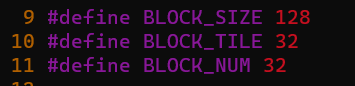 9 #define BLOCK_SIZE 128
10 #define BLOCK_TILE 32
11 #define BLOCK_NUM 32